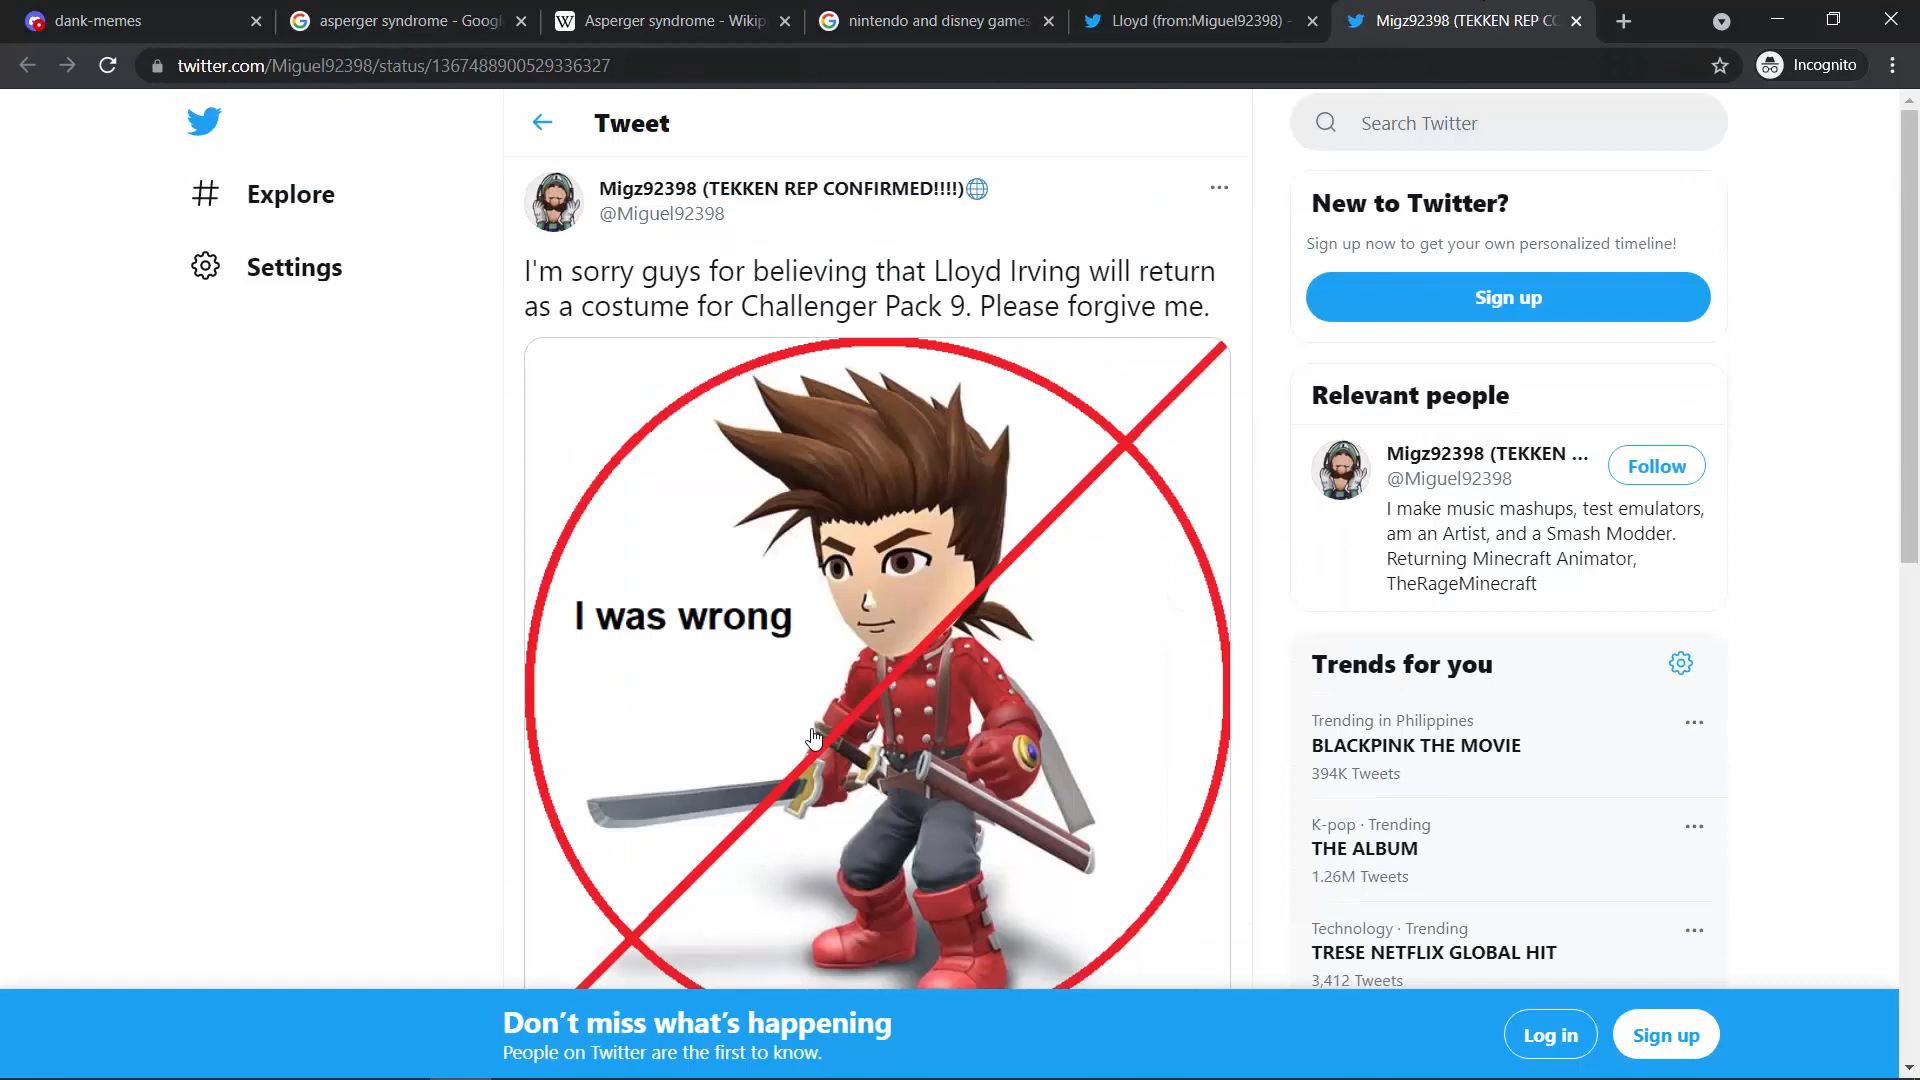 dank-memes
asperger syndrome - Googl
Asperger syndrome - Wikip
nintendo and disney games
Lloyd (from:Miguel92398) -
Migz92398 (TEKKEN REP CO
twitter.com/Miguel92398/status/1367488900529336327
Incognito
Explore
Settings
Tweet
Migz92398 (TEKKEN REP CONFIRMED!!!!)
@Miguel92398
I'm sorry guys for believing that Lloyd Irving will return
as a costume for Challenger Pack 9. Please forgive me.
I was wrong
Search Twitter
New to Twitter?
Sign up now to get your own personalized timeline!
Sign up
Relevant people
Migz92398 (TEKKEN ...
@Miguel92398
Follow
I make music mashups, test emulators,
am an Artist, and a Smash Modder.
Returning Minecraft Animator,
TheRageMinecraft
Trends for you
Trending in Philippines
BLACKPINK THE MOVIE
394K Tweets
K-pop · Trending
THE ALBUM
1.26M Tweets
Technology · Trending
TRESE NETFLIX GLOBAL HIT
3,412 Tweets
Don’t miss what’s happening
People on Twitter are the first to know.
Log in
Sign up